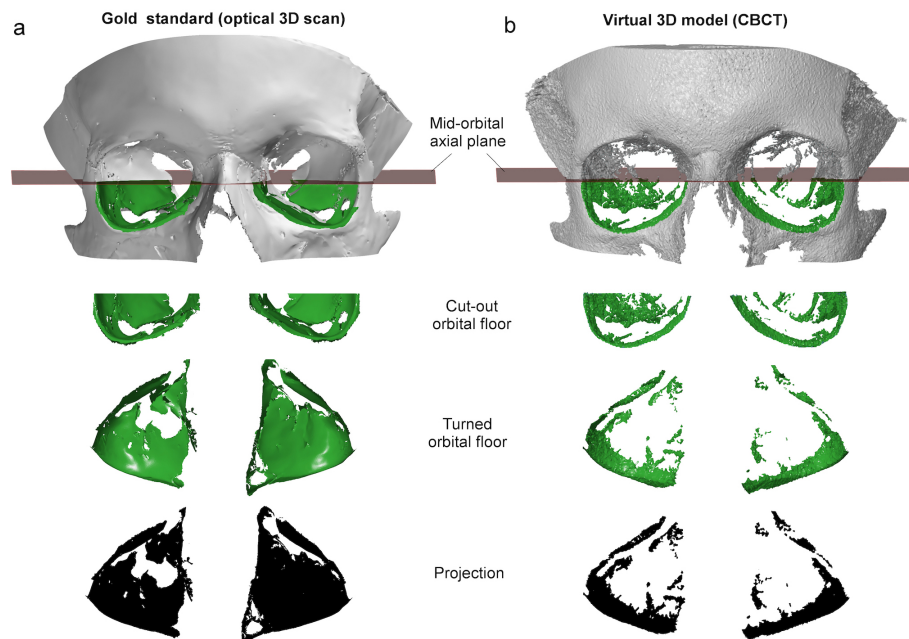 a
Gold standard (optical 3D scan)
b
Virtual 3D model (CBCT)
Mid-orbital
axial plane
Cut-out
orbital floor
Turned
orbital floor
Projection